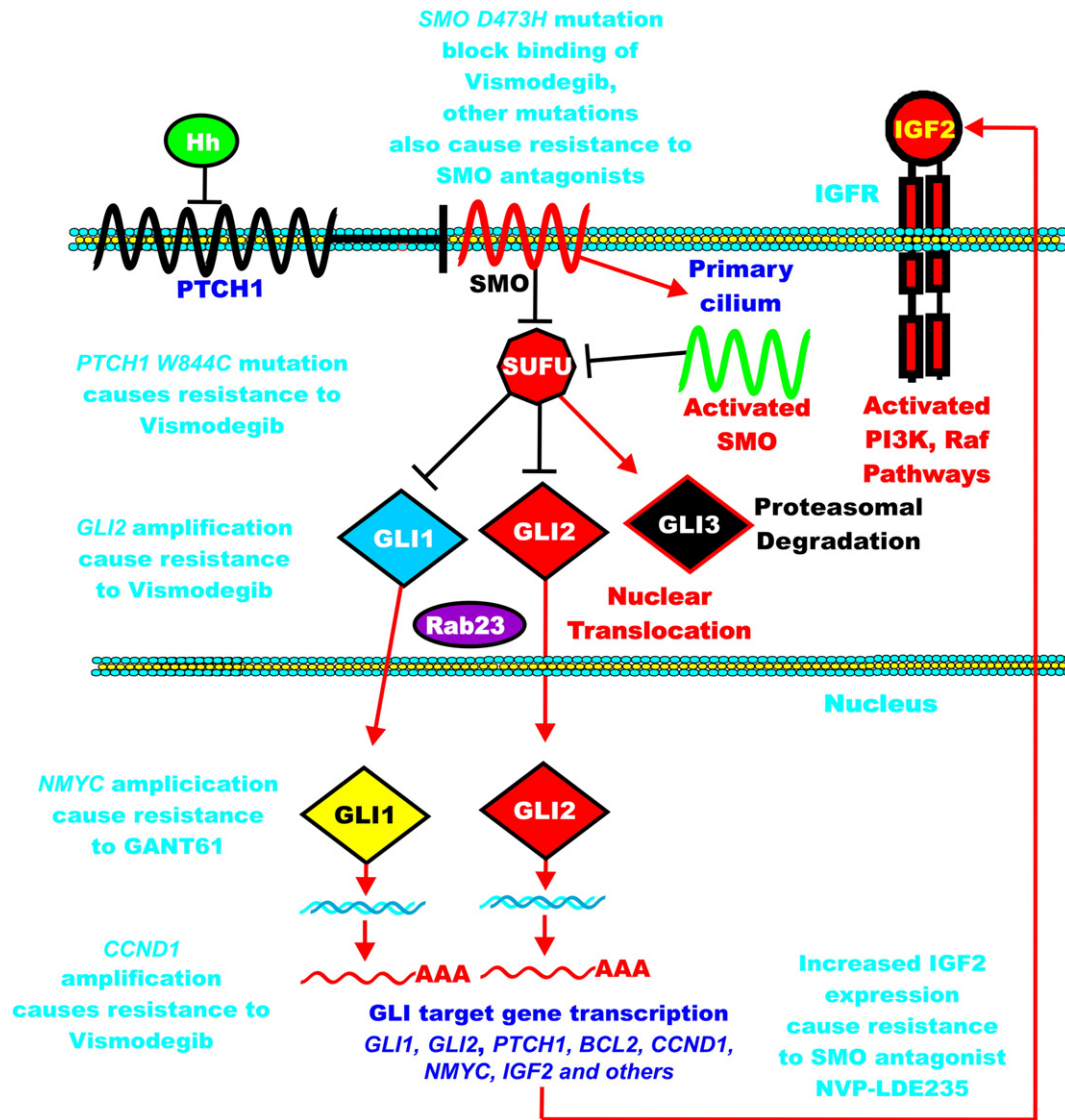 SMO D473H mutation
block binding of
Vismodegib,
other mutations
also cause resistance to
SMO antagonists
Hh
IGF2
IGFR
PTCH1
SMO
Primary
cilium
PTCH1 W844C mutation
causes resistance to
Vismodegib
SUFU
Activated
SMO
Activated
PI3K, Raf
Pathways
GLI2 amplification
cause resistance
to Vismodegib
GLI1
GLI2
GLI3
Proteasomal
Degradation
Rab23
Nuclear
Translocation
Nucleus
NMYC amplicication
cause resistance
to GANT61
GLI1
GLI2
CCND1
amplification
causes resistance to
Vismodegib
AAA
AAA
GLI target gene transcription
GLI1, GLI2, PTCH1, BCL2, CCND1,
NMYC, IGF2 and others
Increased IGF2
expression
cause resistance
to SMO antagonist
NVP-LDE235